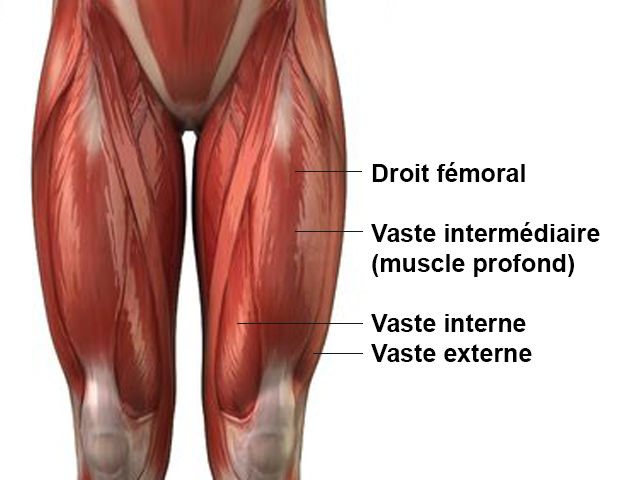 Droit fémoral
Vaste intermédiaire
(muscle profond)
Vaste interne
Vaste externe